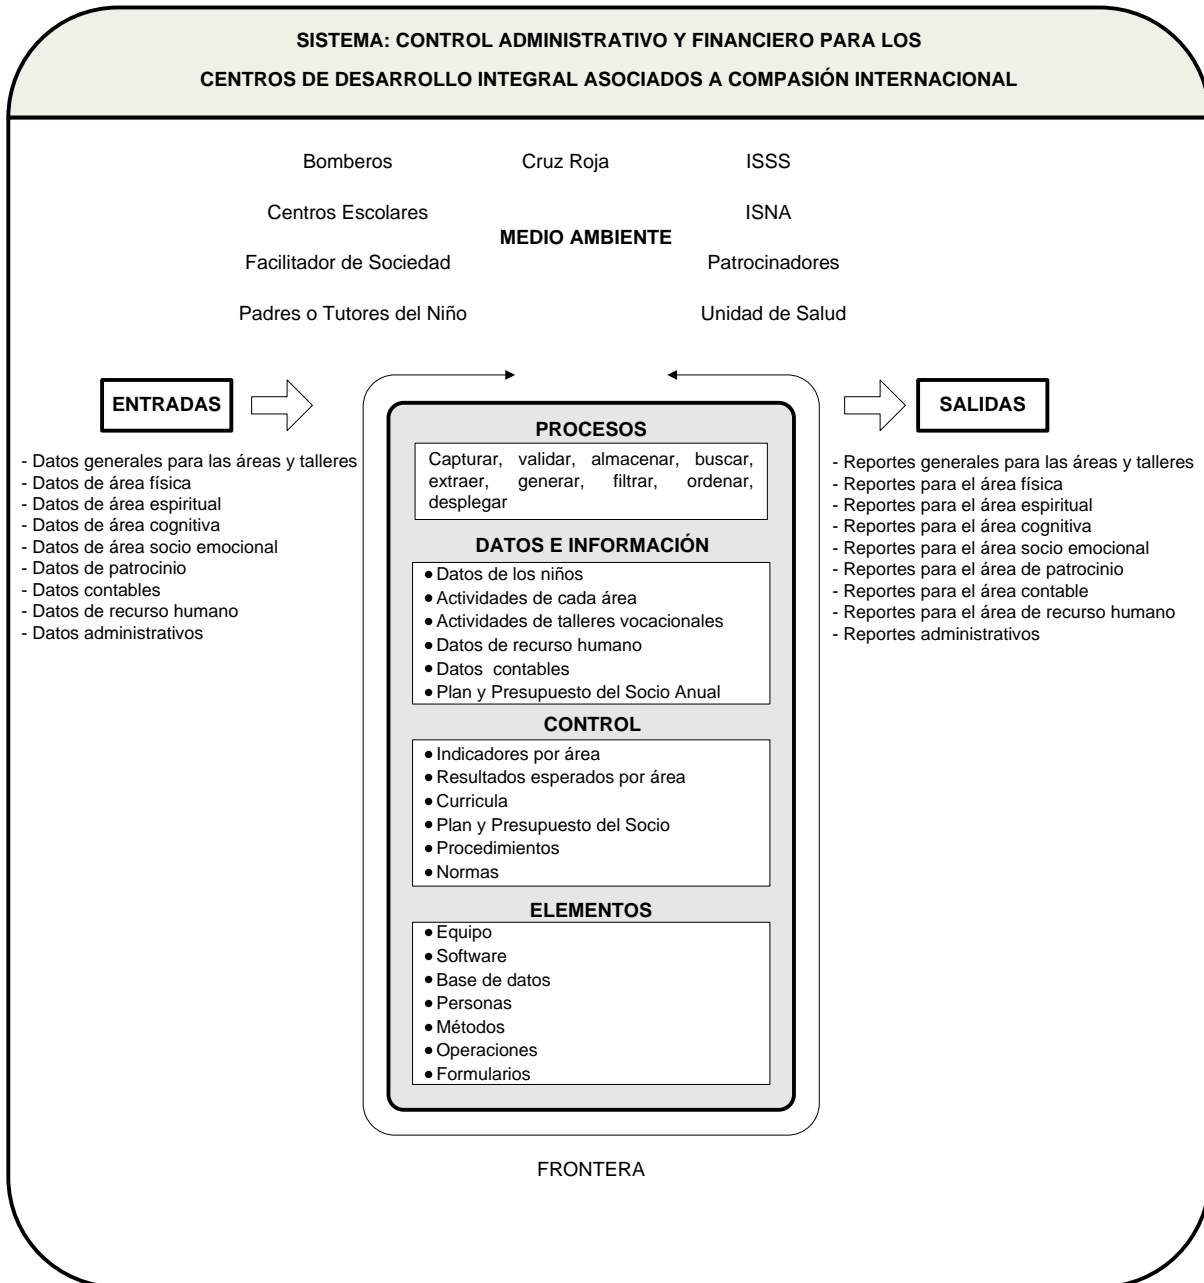 SISTEMA: CONTROL ADMINISTRATIVO Y FINANCIERO PARA LOS
CENTROS DE DESARROLLO INTEGRAL ASOCIADOS A COMPASIÓN INTERNACIONAL
Bomberos
Cruz Roja
ISSS
Centros Escolares
ISNA
MEDIO AMBIENTE
Facilitador de Sociedad
Patrocinadores
Padres o Tutores del Niño
Unidad de Salud
ENTRADAS
- Datos generales para las áreas y talleres
- Datos de área física
- Datos de área espiritual
- Datos de área cognitiva
- Datos de área socio emocional
- Datos de patrocinio
- Datos contables
- Datos de recurso humano
- Datos administrativos
PROCESOS
Capturar, validar, almacenar, buscar,
extraer, generar, filtrar, ordenar,
desplegar
DATOS E INFORMACIÓN
• Datos de los niños
• Actividades de cada área
• Actividades de talleres vocacionales
• Datos de recurso humano
• Datos contables
• Plan y Presupuesto del Socio Anual
CONTROL
• Indicadores por área
• Resultados esperados por área
• Curricula
• Plan y Presupuesto del Socio
• Procedimientos
• Normas
ELEMENTOS
• Equipo
• Software
• Base de datos
• Personas
• Métodos
• Operaciones
• Formularios
SALIDAS
- Reportes generales para las áreas y talleres
- Reportes para el área física
- Reportes para el área espiritual
- Reportes para el área cognitiva
- Reportes para el área socio emocional
- Reportes para el área de patrocinio
- Reportes para el área contable
- Reportes para el área de recurso humano
- Reportes administrativos
FRONTERA